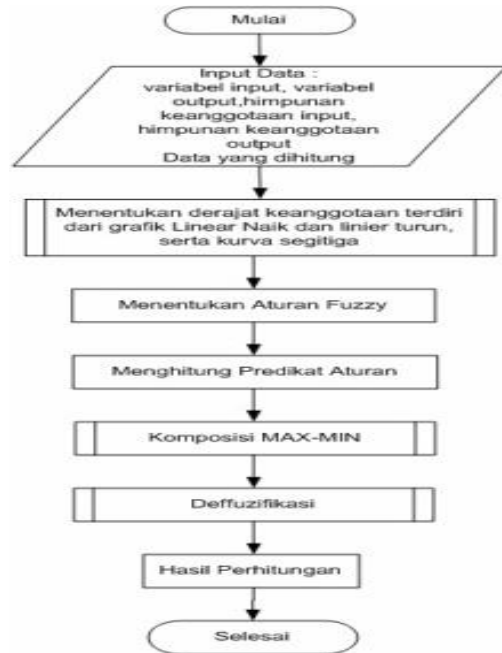 Mulai
Input Data :
variabel input, variabel
output,himpunan
keanggotaan input,
himpunan keanggotaan
output
Data yang dihitung
Menentukan derajat keanggotaan terdiri
dari grafik Linear Naik dan linier turun,
serta kurva segitiga
Menentukan Aturan Fuzzy
Menghitung Predikat Aturan
Komposisi MAX-MIN
Deffuzifikasi
Hasil Perhitungan
Selesai